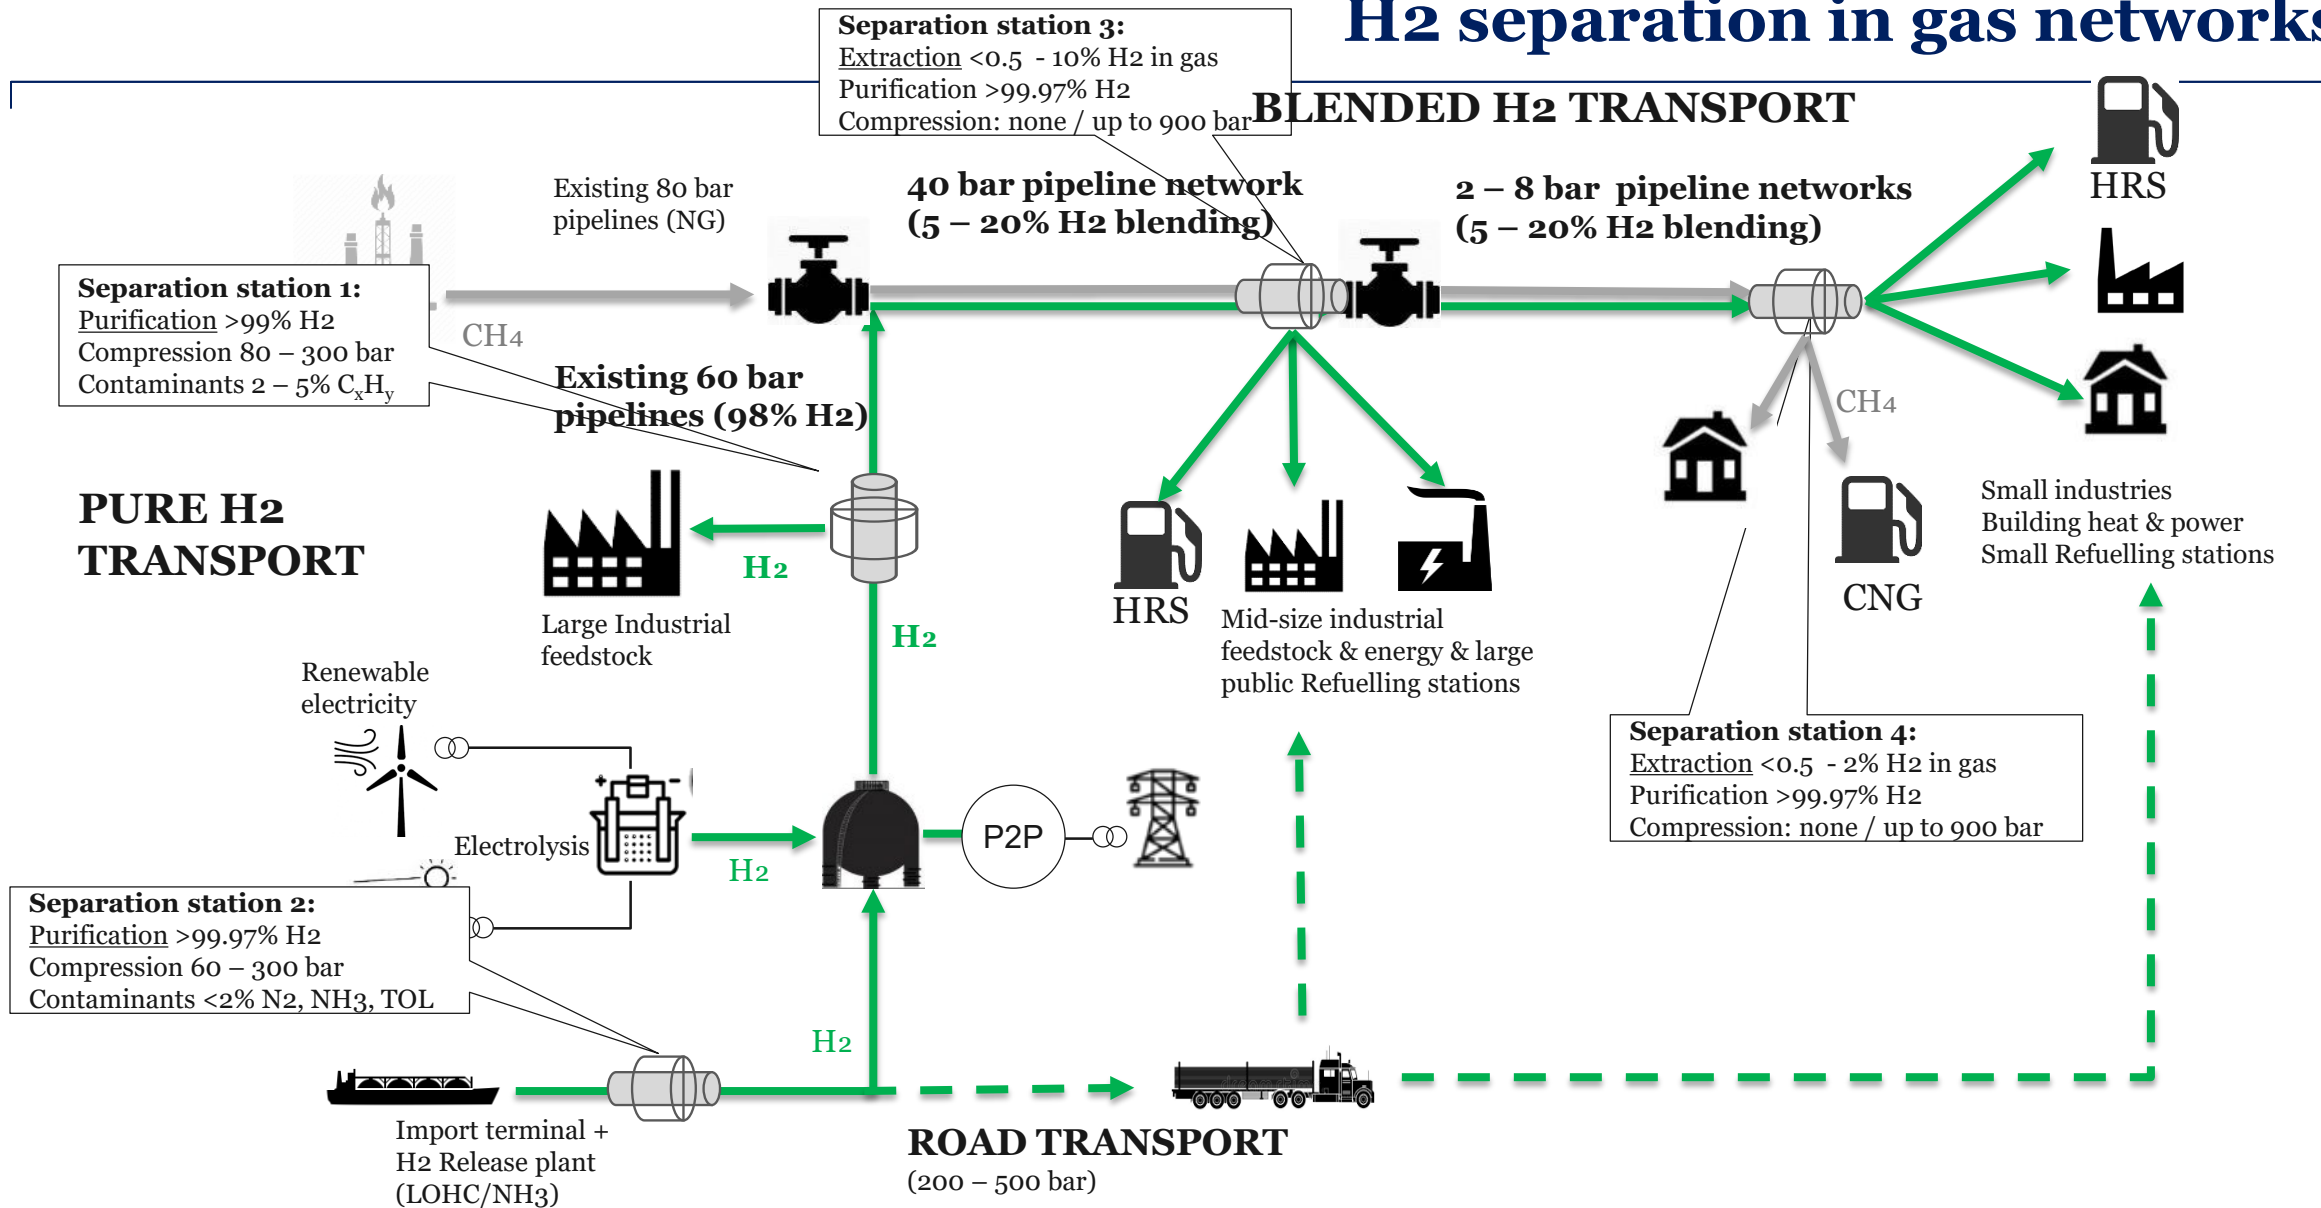 H2 separation in gas networks
Separation station 3:
Extraction <0.5  - 10% H2 in gas
Purification >99.97% H2
Compression: none / up to 900 bar
BLENDED H2 TRANSPORT
Existing 80 bar
pipelines (NG)
40 bar pipeline network
(5 – 20% H2 blending)
2 – 8 bar  pipeline networks
(5 – 20% H2 blending)
HRS
Separation station 1:
Purification >99% H2
Compression 80 – 300 bar
Contaminants 2 – 5% CxHy
CH4
Existing 60 bar
pipelines (98% H2)
CH4
PURE H2
TRANSPORT
H2
Large Industrial
feedstock
H2
HRS
Mid-size industrial
feedstock & energy & large
public Refuelling stations
CNG
Small industries
Building heat & power
Small Refuelling stations
Renewable
electricity
Electrolysis
H2
P2P
Separation station 4:
Extraction <0.5  - 2% H2 in gas
Purification >99.97% H2
Compression: none / up to 900 bar
Separation station 2:
Purification >99.97% H2
Compression 60 – 300 bar
Contaminants <2% N2, NH3, TOL
H2
Import terminal +
H2 Release plant
(LOHC/NH3)
ROAD TRANSPORT
(200 – 500 bar)